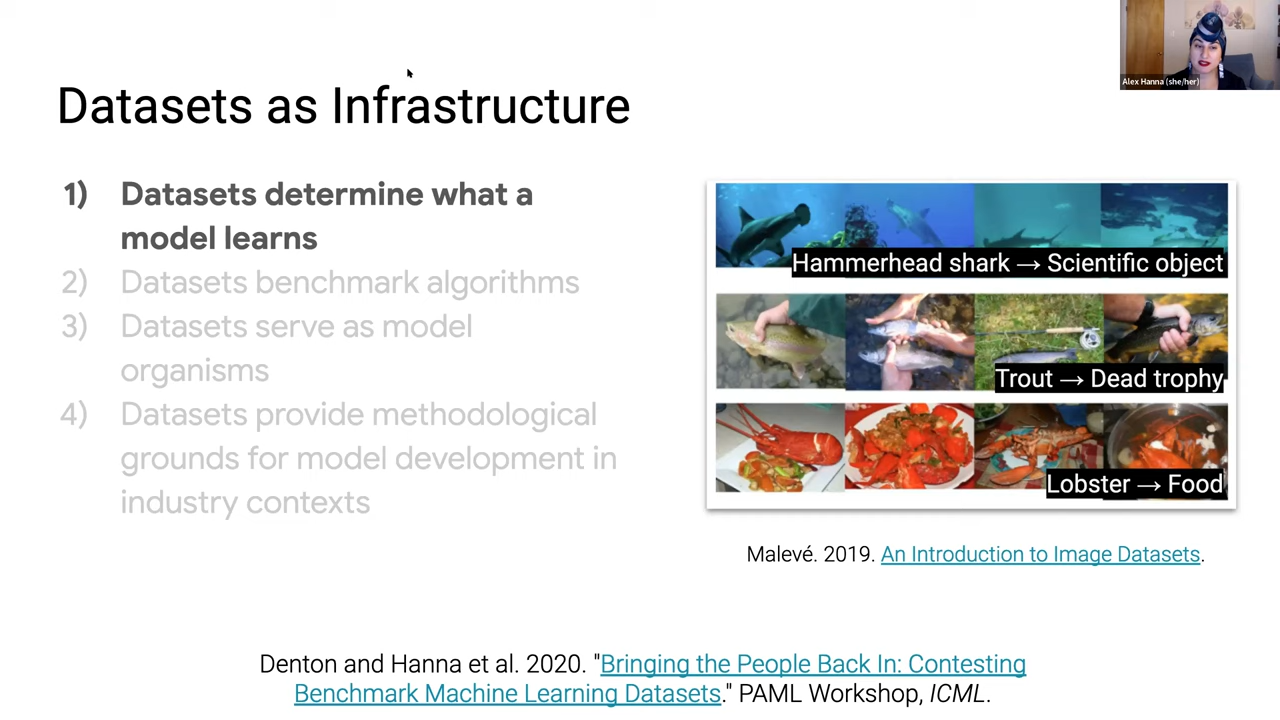 Alex Hanna (she/her)
Datasets as Infrastructure
1) Datasets determine what a
model learns
2) Datasets benchmark algorithms
3) Datasets serve as model
organisms
4) Datasets provide methodological
grounds for model development in
industry contexts
Hammerhead shark → Scientific object
Trout → Dead trophy
Lobster → Food
Malevé. 2019. An Introduction to Image Datasets.
Denton and Hanna et al. 2020. "Bringing the People Back In: Contesting
Benchmark Machine Learning Datasets." PAML Workshop, ICML.